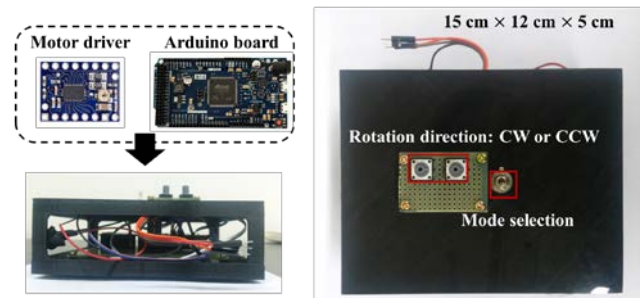 Motor driver
Arduino board
15 cm × 12 cm × 5 cm
Rotation direction: CW or CCW
Mode selection